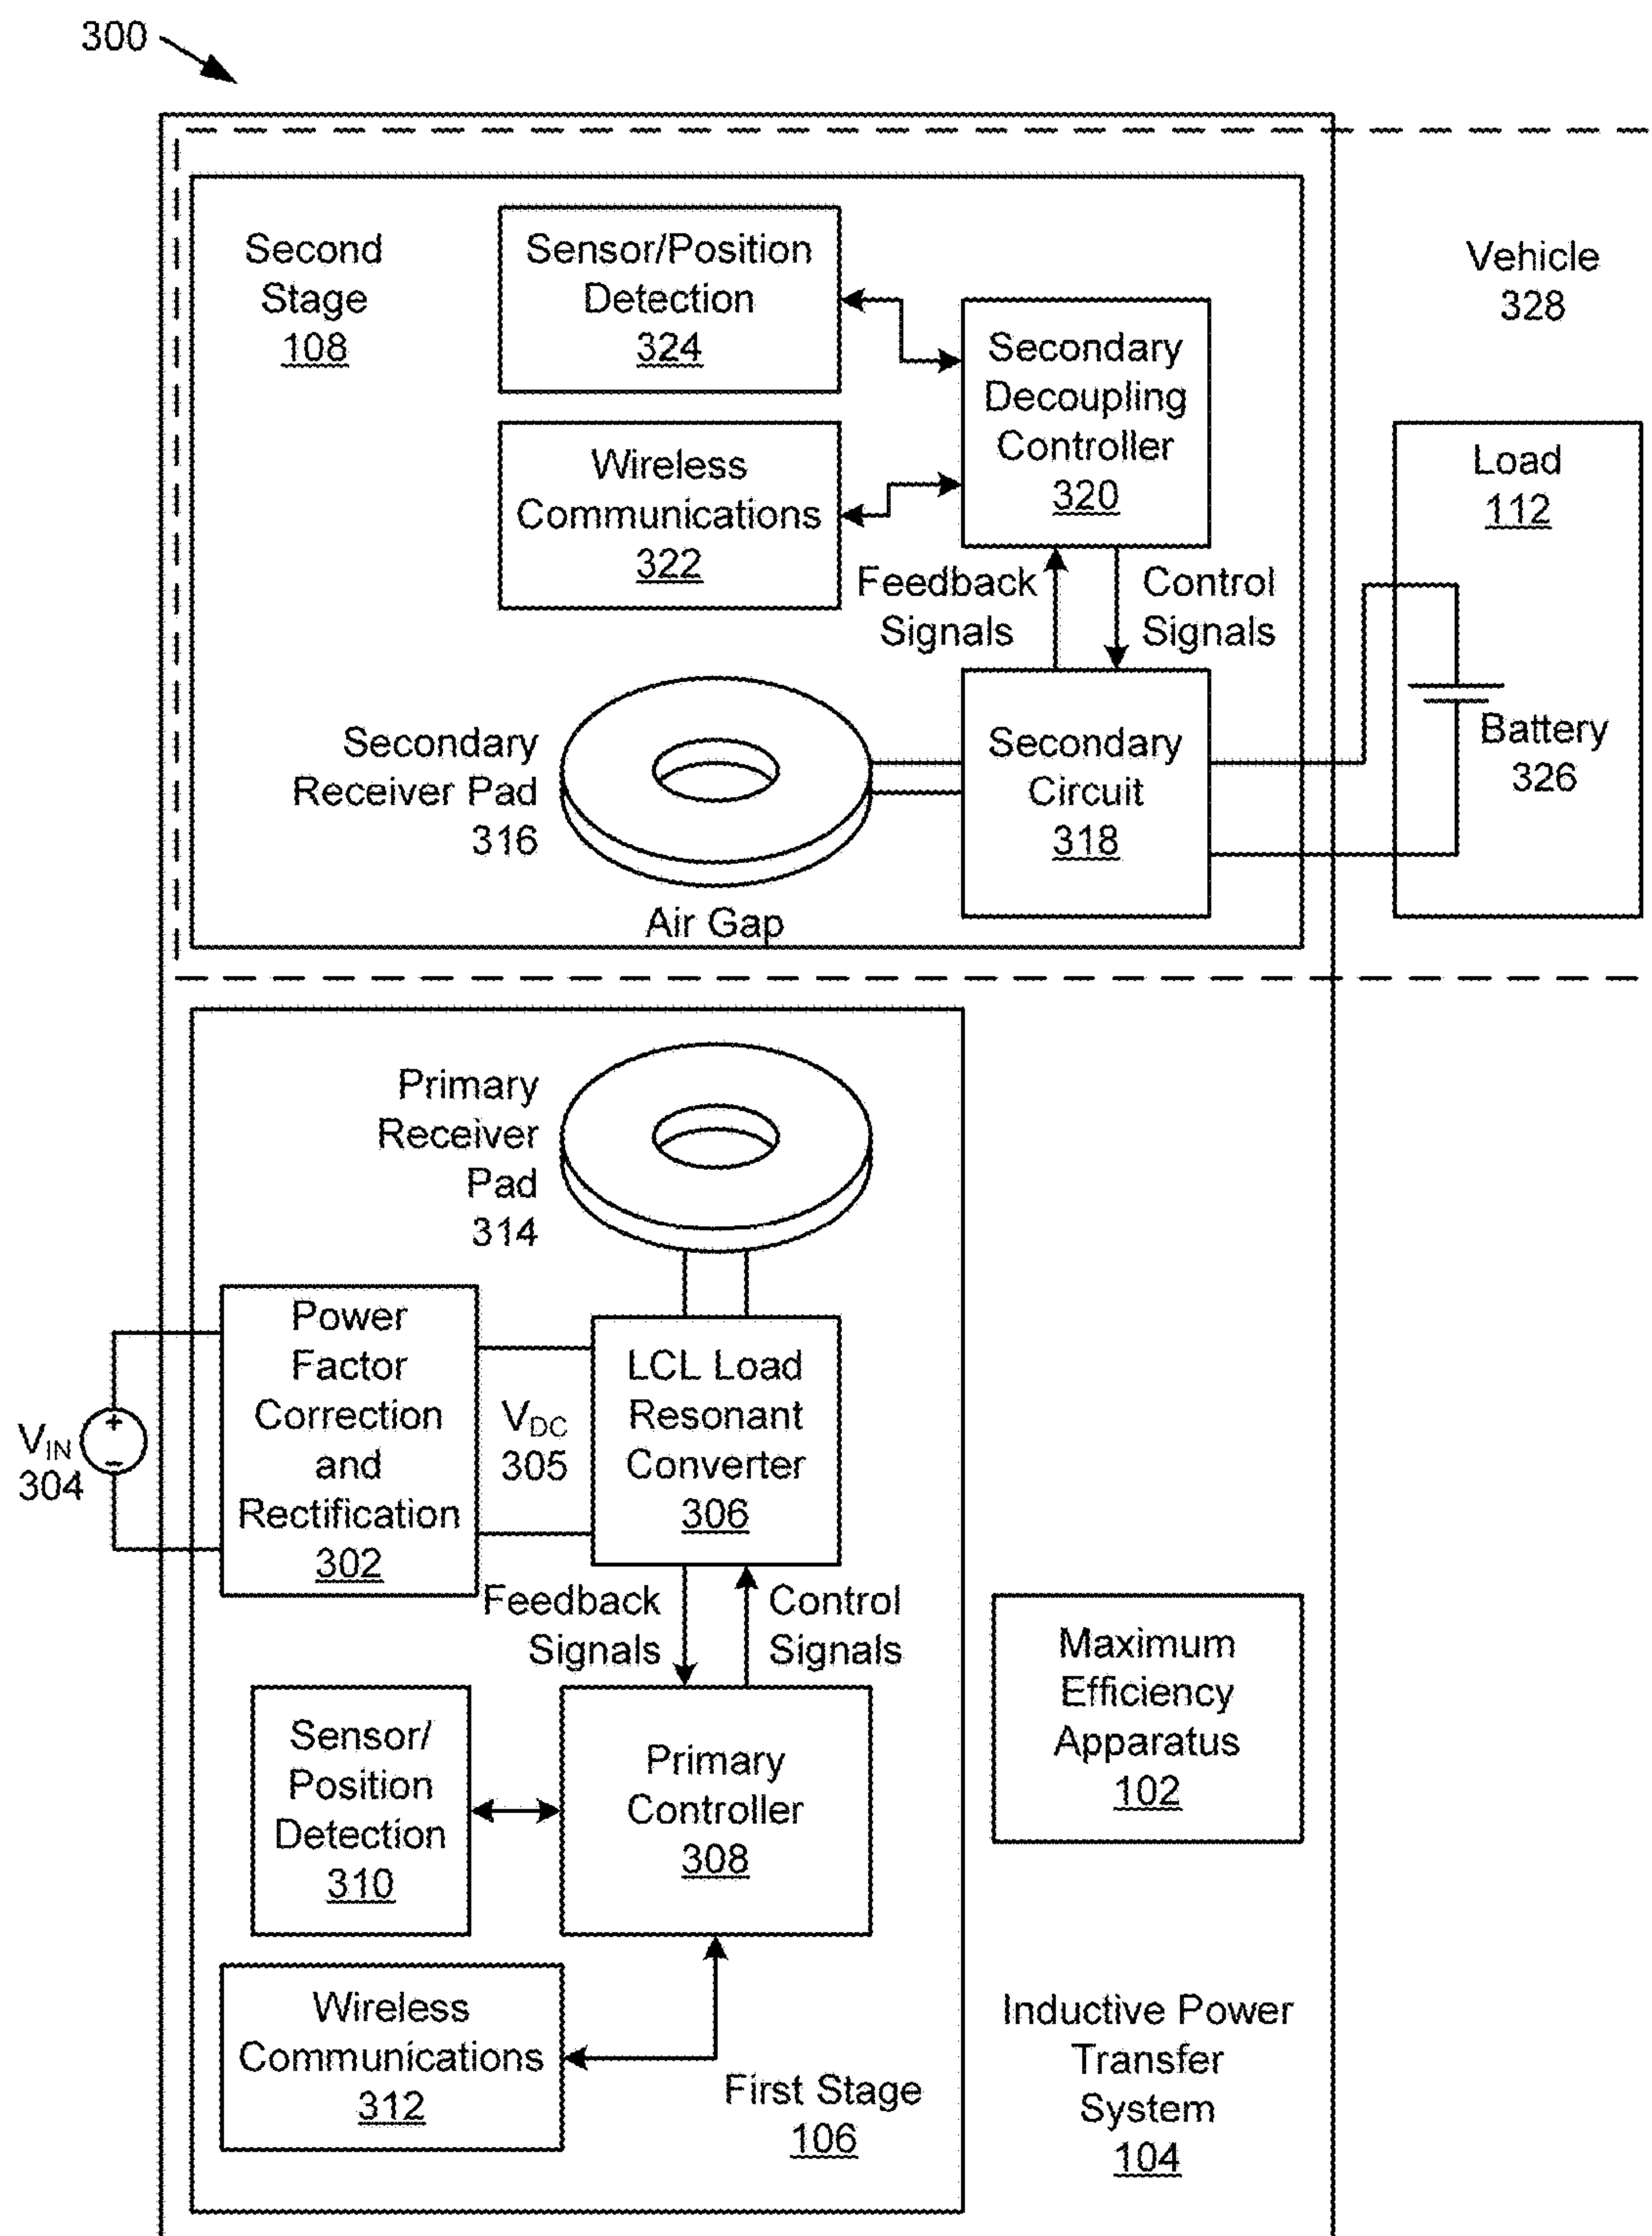 300
Second
Stage
108
Sensor/Position
Detection
324
Wireless
Communications
322
Secondary
Decoupling
Controller
320
Vehicle
328
Load
112
Feedback
Signals
Control
Signals
Secondary
Receiver Pad
316
Secondary
Circuit
318
Battery
326
Air Gap
Primary
Receiver
Pad
314
Power
Factor
Correction
and
Rectification
302
+
-
VIN
304
VDC
305
LCL Load
Resonant
Converter
306
Feedback
Signals
Control
Signals
Maximum
Efficiency
Apparatus
102
Sensor/
Position
Detection
310
Primary
Controller
308
Wireless
Communications
312
First Stage
106
Inductive Power
Transfer
System
104